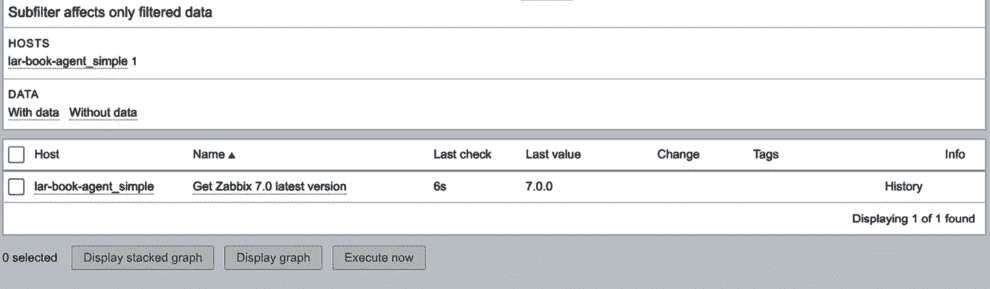 Subfilter affects only filtered data
HOSTS
lar-book-agent_simple 1
DATA
With data Without data
Host Name ▲ Last check Last value Change Tags Info
lar-book-agent_simple Get Zabbix 7.0 latest version 6s 7.0.0 History
Displaying 1 of 1 found
0 selected Display stacked graph Display graph Execute now